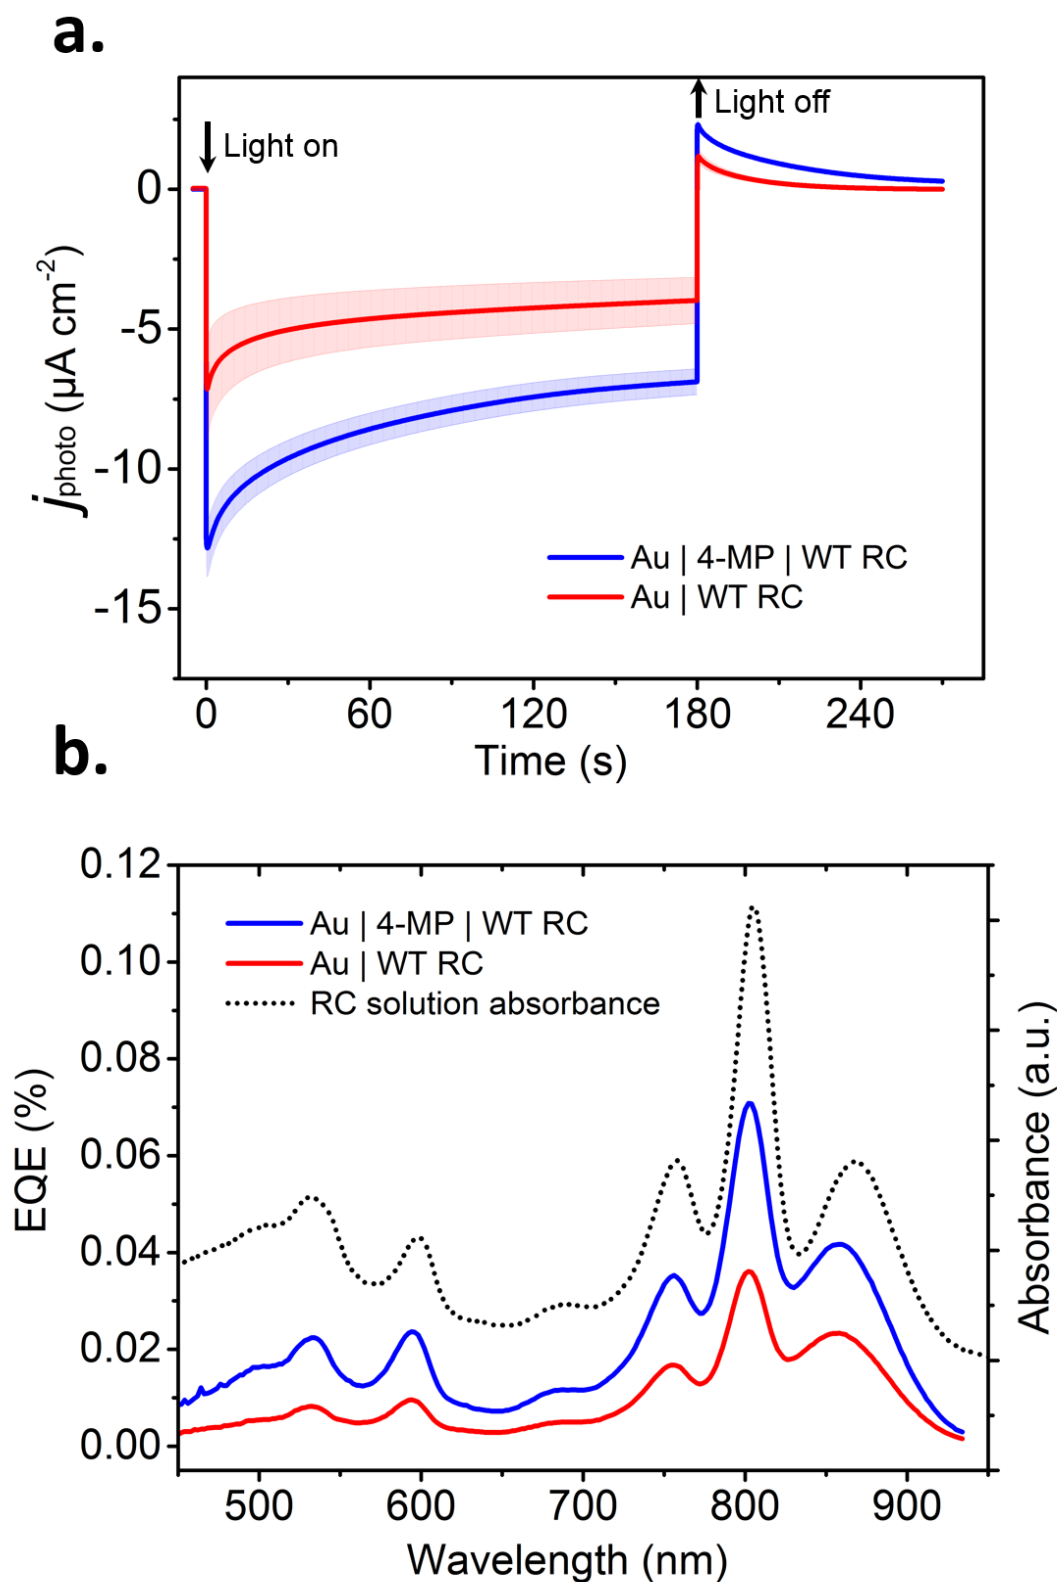 a.
Light on
Light off
0
-5
-10
-15
j photo (μA cm-2)
Au | 4-MP | WT RC
Au | WT RC
0 60 120 180 240
Time (s)
b.
0.12
0.10
0.08
0.06
0.04
0.02
0.00
EQE (%)
Au | 4-MP | WT RC
Au | WT RC
RC solution absorbance
Absorbance (a.u.)
500 600 700 800 900
Wavelength (nm)